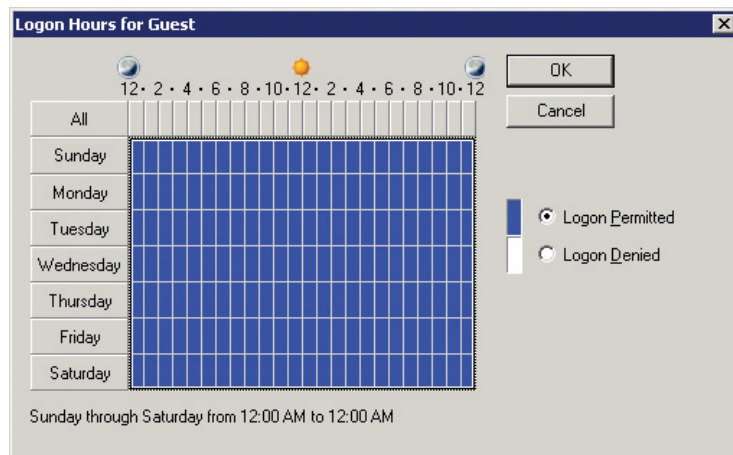 Logon Hours for Guest
12 · 2 · 4 · 6 · 8 · 10 · 12 · 2 · 4 · 6 · 8 · 10 · 12
OK
All
Cancel
Sunday
Monday
Tuesday
Logon Permitted
Wednesday
Logon Denied
Thursday
Friday
Saturday
Sunday through Saturday from 12:00 AM to 12:00 AM